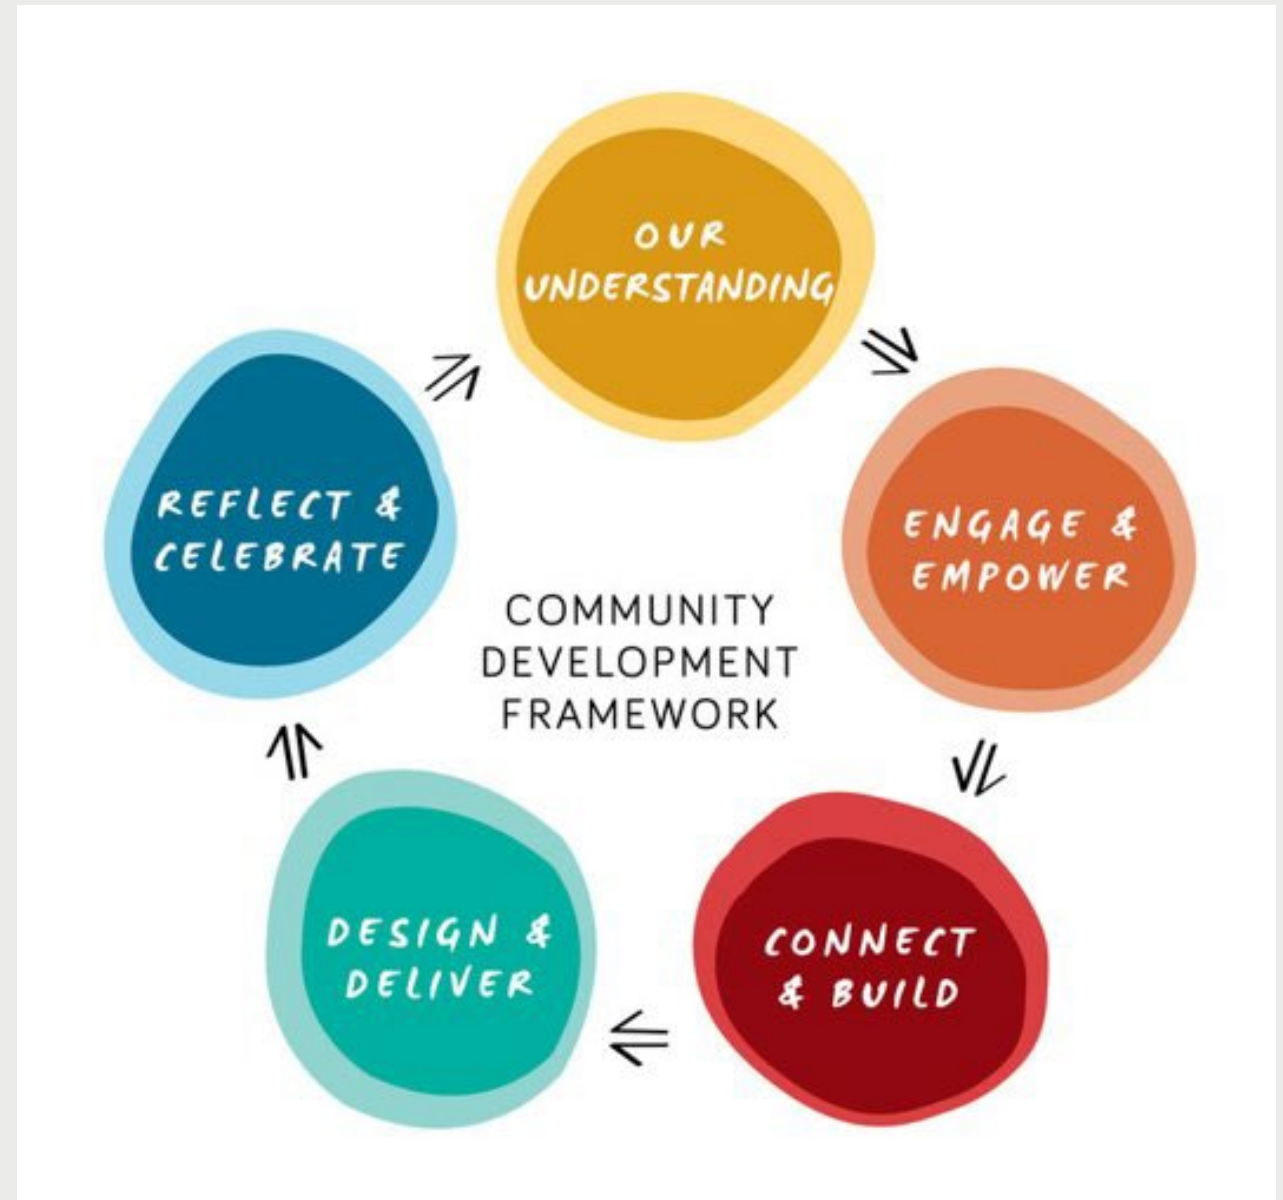 OUR
UNDERSTANDING
ENGAGE &
EMPOWER
CONNECT
& BUILD
DESIGN &
DELIVER
REFLECT &
CELEBRATE
COMMUNITY
DEVELOPMENT
FRAMEWORK